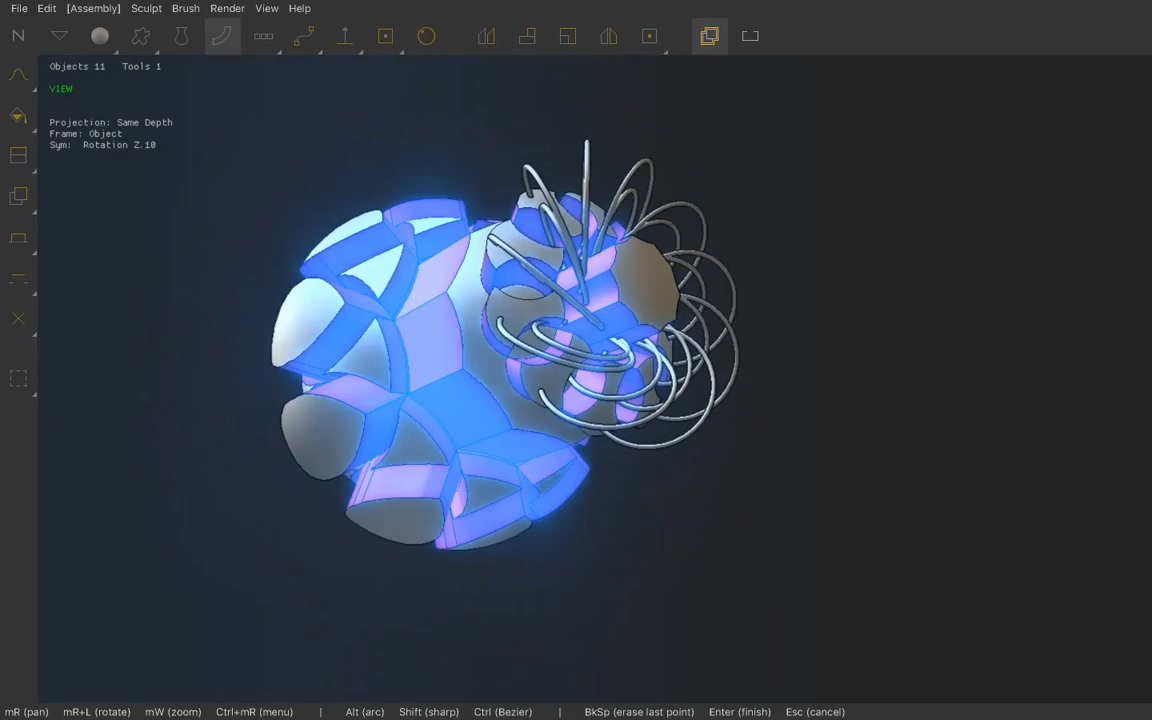 File Edit [Assembly] Sculpt Brush Render View Help
Objects 11 Tools 1
VIEW
Projection: Same Depth
Frame: Object
Sym: Rotation Z.10
mR (pan) mR+L (rotate) mW (zoom) Ctrl+mR (menu) | Alt (arc) Shift (sharp) Ctrl (Bezier) | BkSp (erase last point) Enter (finish) Esc (cancel)